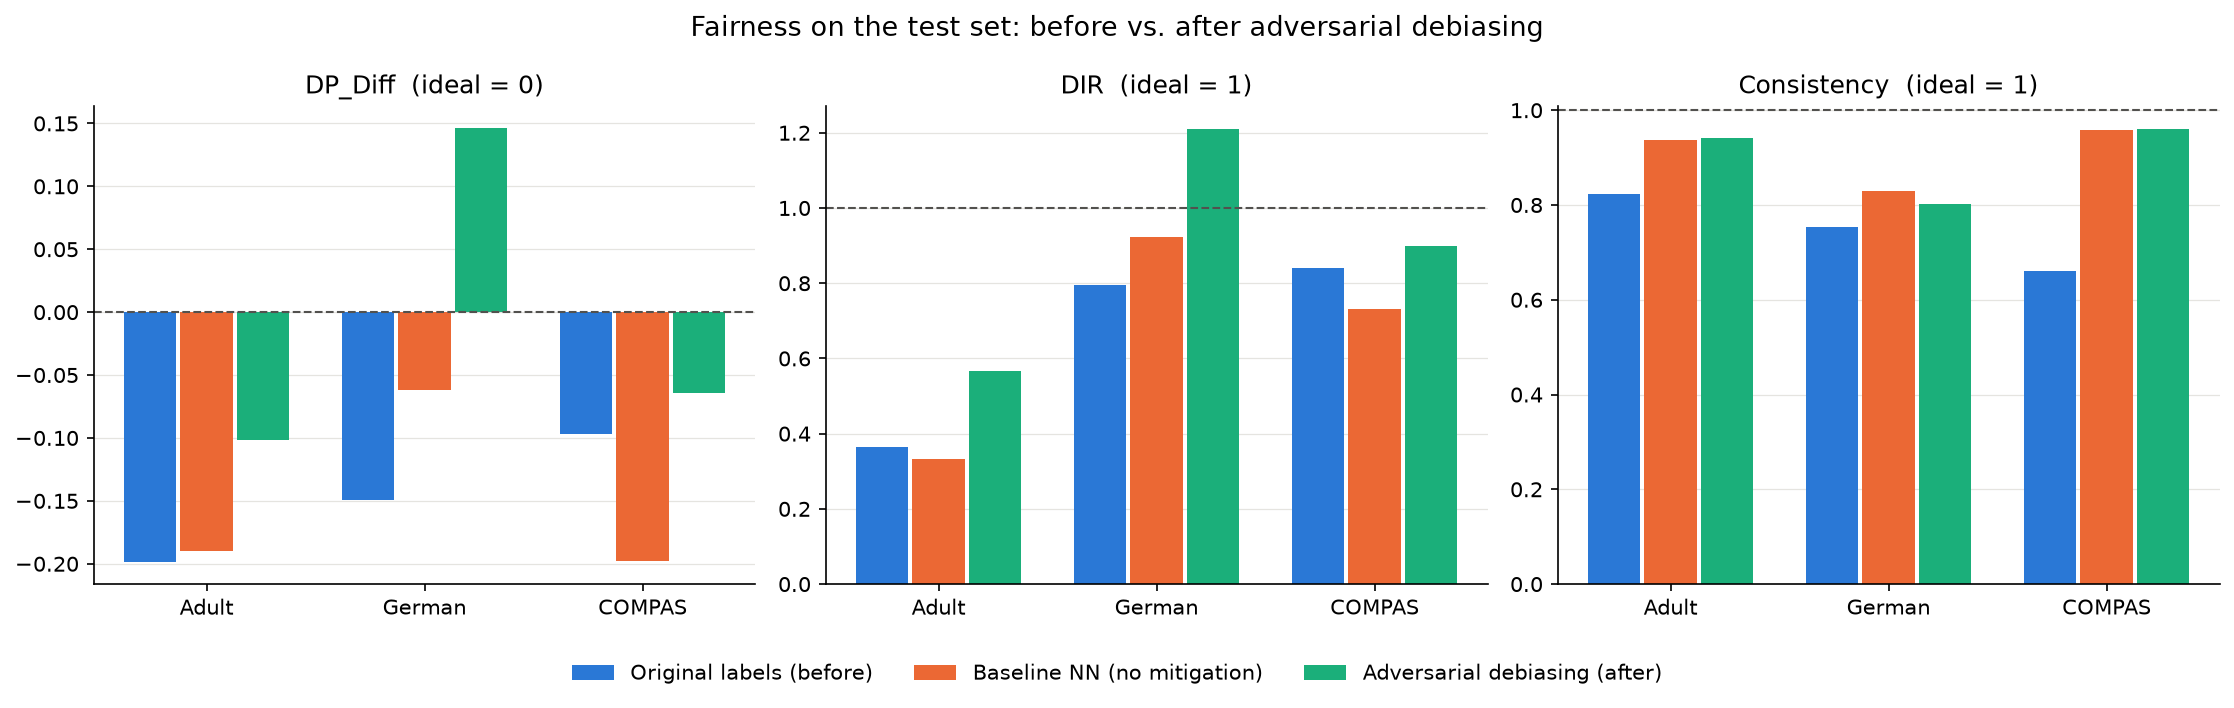 Fairness on the test set: before vs. after adversarial debiasing
DP_Diff (ideal = 0)
0.15
0.10
0.05
0.00
−0.05
−0.10
−0.15
−0.20
Adult
German
COMPAS
DIR (ideal = 1)
1.2
1.0
0.8
0.6
0.4
0.2
0.0
Adult
German
COMPAS
Consistency (ideal = 1)
1.0
0.8
0.6
0.4
0.2
0.0
Adult
German
COMPAS
Original labels (before)
Baseline NN (no mitigation)
Adversarial debiasing (after)